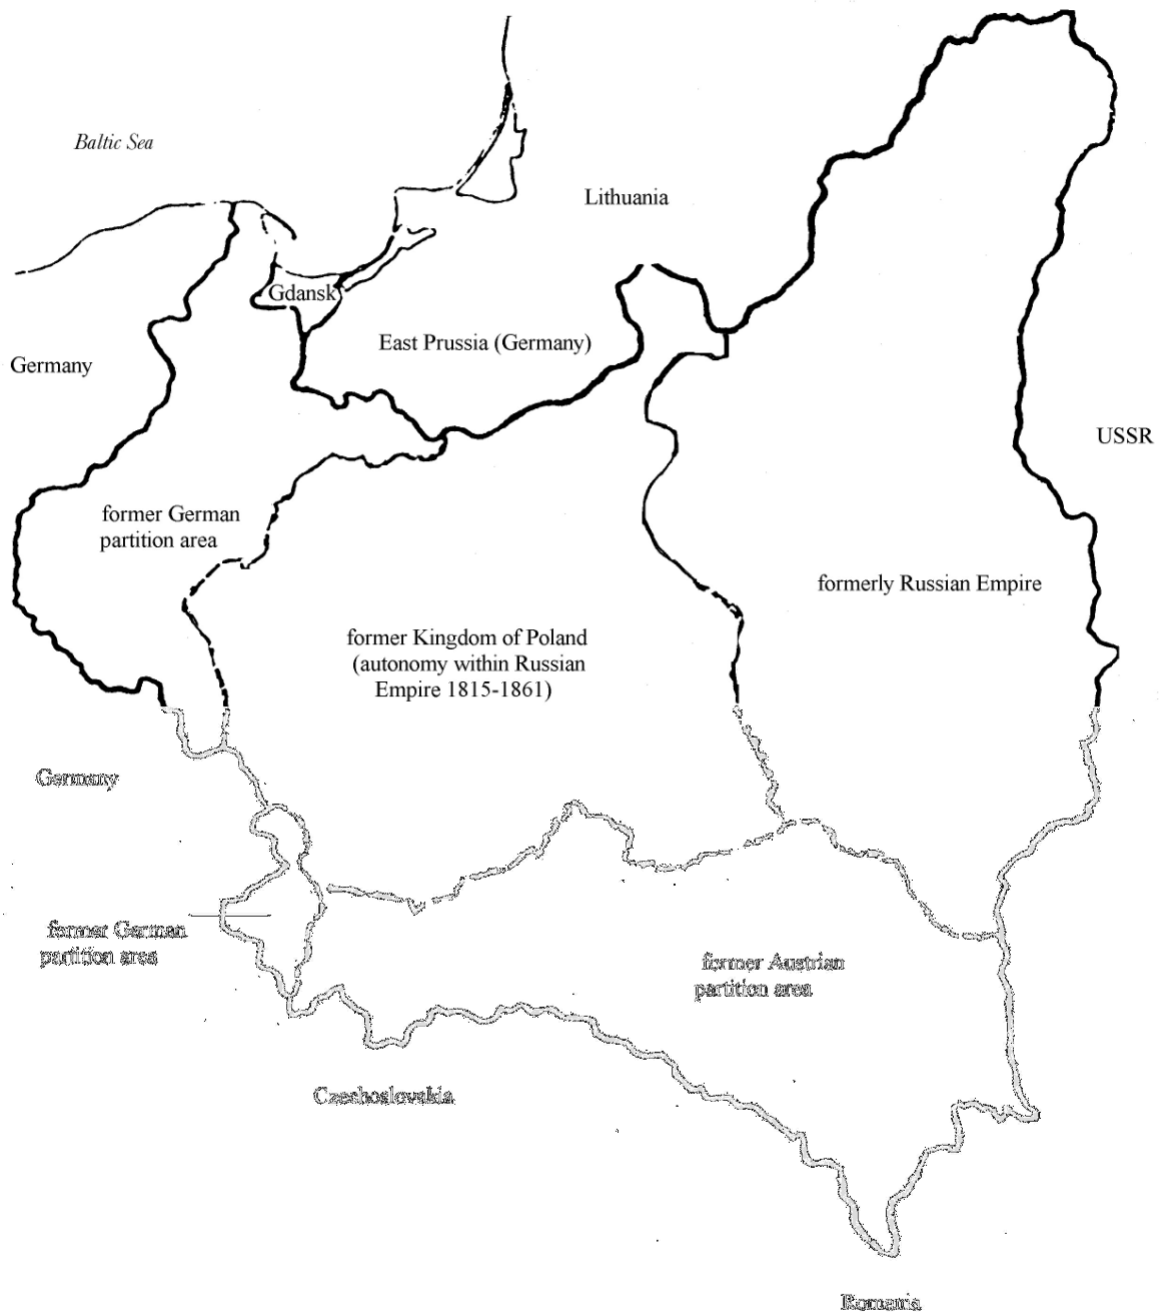 Baltic Sea
Lithuania
Gdansk
East Prussia (Germany)
Germany
USSR
former German
partition area
formerly Russian Empire
former Kingdom of Poland
(autonomy within Russian
Empire 1815-1861)
Germany
former German
partition area
former Austrian
partition area
Czechoslovakia
Romania